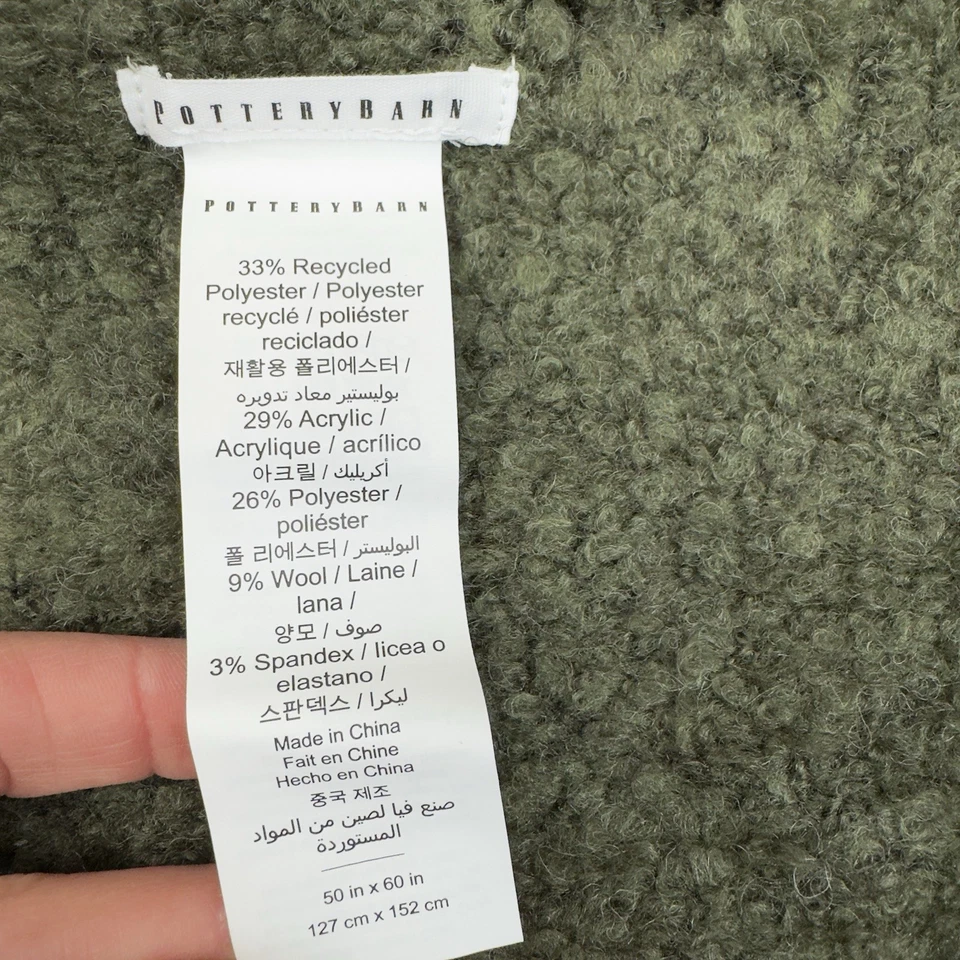 POTTERYBARN
POTTERYBARN
33% Recycled
Polyester / Polyester
recyclé / poliéster
reciclado /
재활용 폴리에스터 /
بوليستير معاد تدويره
29% Acrylic /
Acrylique / acrílico
아크릴 / أكريليك
26% Polyester /
poliéster
폴 리에스터 / البوليستر
9% Wool / Laine /
lana /
양모 / صوف
3% Spandex / licea o
elastano /
스판덱스 / ليكرا
Made in China
Fait en Chine
Hecho en China
중국 제조
صنع فيا لصين من المواد
المستوردة
50 in x 60 in
127 cm x 152 cm